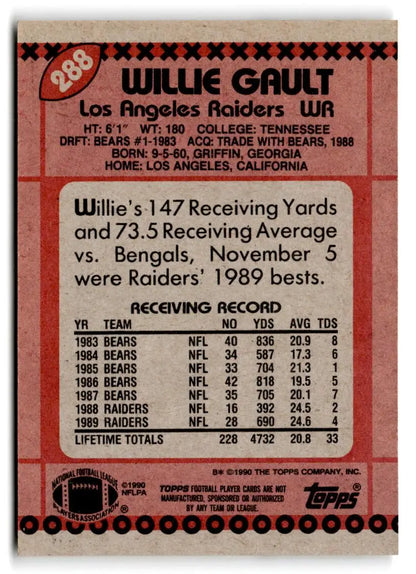 288
WILLIE GAULT
Los Angeles Raiders WR
HT: 6'1" WT: 180 COLLEGE: TENNESSEE
DRFT: BEARS #1-1983 ACQ: TRADE WITH BEARS, 1988
BORN: 9-5-60, GRIFFIN, GEORGIA
HOME: LOS ANGELES, CALIFORNIA
Willie's 147 Receiving Yards
and 73.5 Receiving Average
vs. Bengals, November 5
were Raiders' 1989 bests.
RECEIVING RECORD
YR TEAM NO YDS AVG TDS
1983 BEARS NFL 40 836 20.9 8
1984 BEARS NFL 34 587 17.3 6
1985 BEARS NFL 33 704 21.3 1
1986 BEARS NFL 42 818 19.5 5
1987 BEARS NFL 35 705 20.1 7
1988 RAIDERS NFL 16 392 24.5 2
1989 RAIDERS NFL 28 690 24.6 4
LIFETIME TOTALS 228 4732 20.8 33
B* ©1990 THE TOPPS COMPANY, INC.
NATIONAL FOOTBALL LEAGUE
PLAYERS ASSOCIATION
©1990
NFLPA
TOPPS FOOTBALL PLAYER CARDS ARE NOT
MANUFACTURED, SPONSORED OR AUTHORIZED
BY ANY TEAM OR LEAGUE.
TOPPS